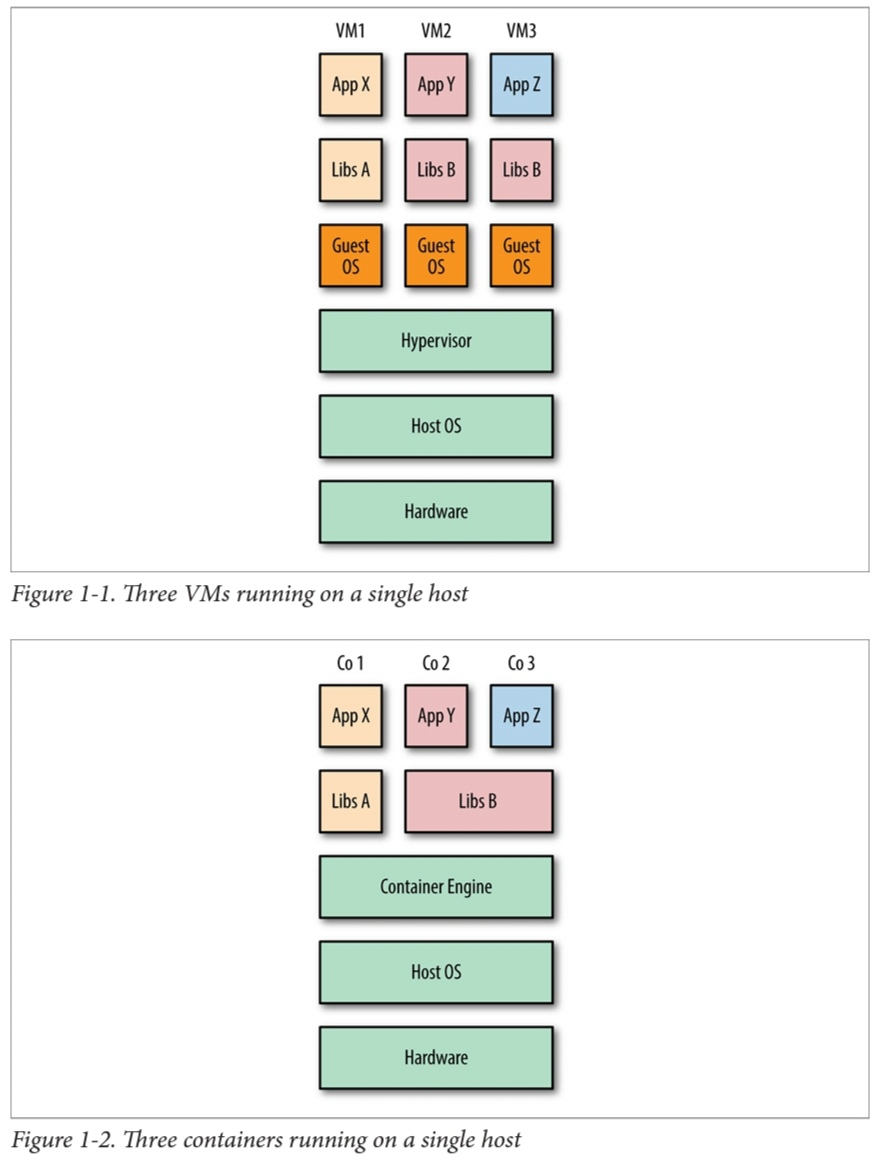 VM1 VM2 VM3
App X App Y App Z
Libs A Libs B Libs B
Guest OS Guest OS Guest OS
Hypervisor
Host OS
Hardware
Figure 1-1. Three VMs running on a single host
Co 1 Co 2 Co 3
App X App Y App Z
Libs A Libs B
Container Engine
Host OS
Hardware
Figure 1-2. Three containers running on a single host